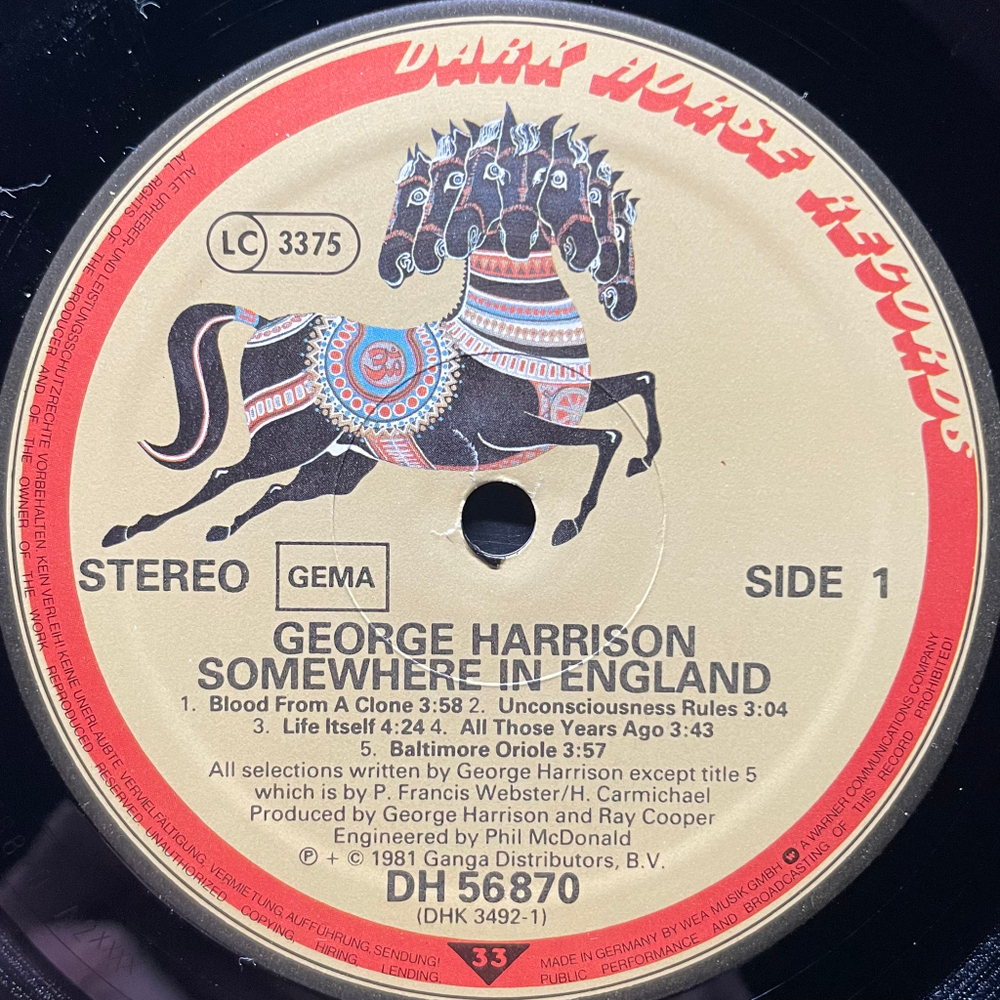 DARK HORSE RECORDS
LC 3375
STEREO GEMA SIDE 1
GEORGE HARRISON
SOMEWHERE IN ENGLAND
1. Blood From A Clone 3:58 2. Unconsciousness Rules 3:04
3. Life Itself 4:24 4. All Those Years Ago 3:43
5. Baltimore Oriole 3:57
All selections written by George Harrison except title 5
which is by P. Francis Webster/H. Carmichael
Produced by George Harrison and Ray Cooper
Engineered by Phil McDonald
℗ + © 1981 Ganga Distributors, B.V.
DH 56870
(DHK 3492-1)
33
ALLE URHEBER- UND LEISTUNGSSCHUTZRECHTE VORBEHALTEN. KEIN VERLEIH! KEINE UNERLAUBTE VERVIELFÄLTIGUNG, VERMIETUNG, AUFFÜHRUNG, SENDUNG!
ALL RIGHTS OF THE PRODUCER AND OF THE OWNER OF THE WORK REPRODUCED RESERVED. UNAUTHORIZED COPYING, HIRING, LENDING,
MADE IN GERMANY BY WEA MUSIK GMBH A WARNER COMMUNICATIONS COMPANY
PUBLIC PERFORMANCE AND BROADCASTING OF THIS RECORD PROHIBITED!